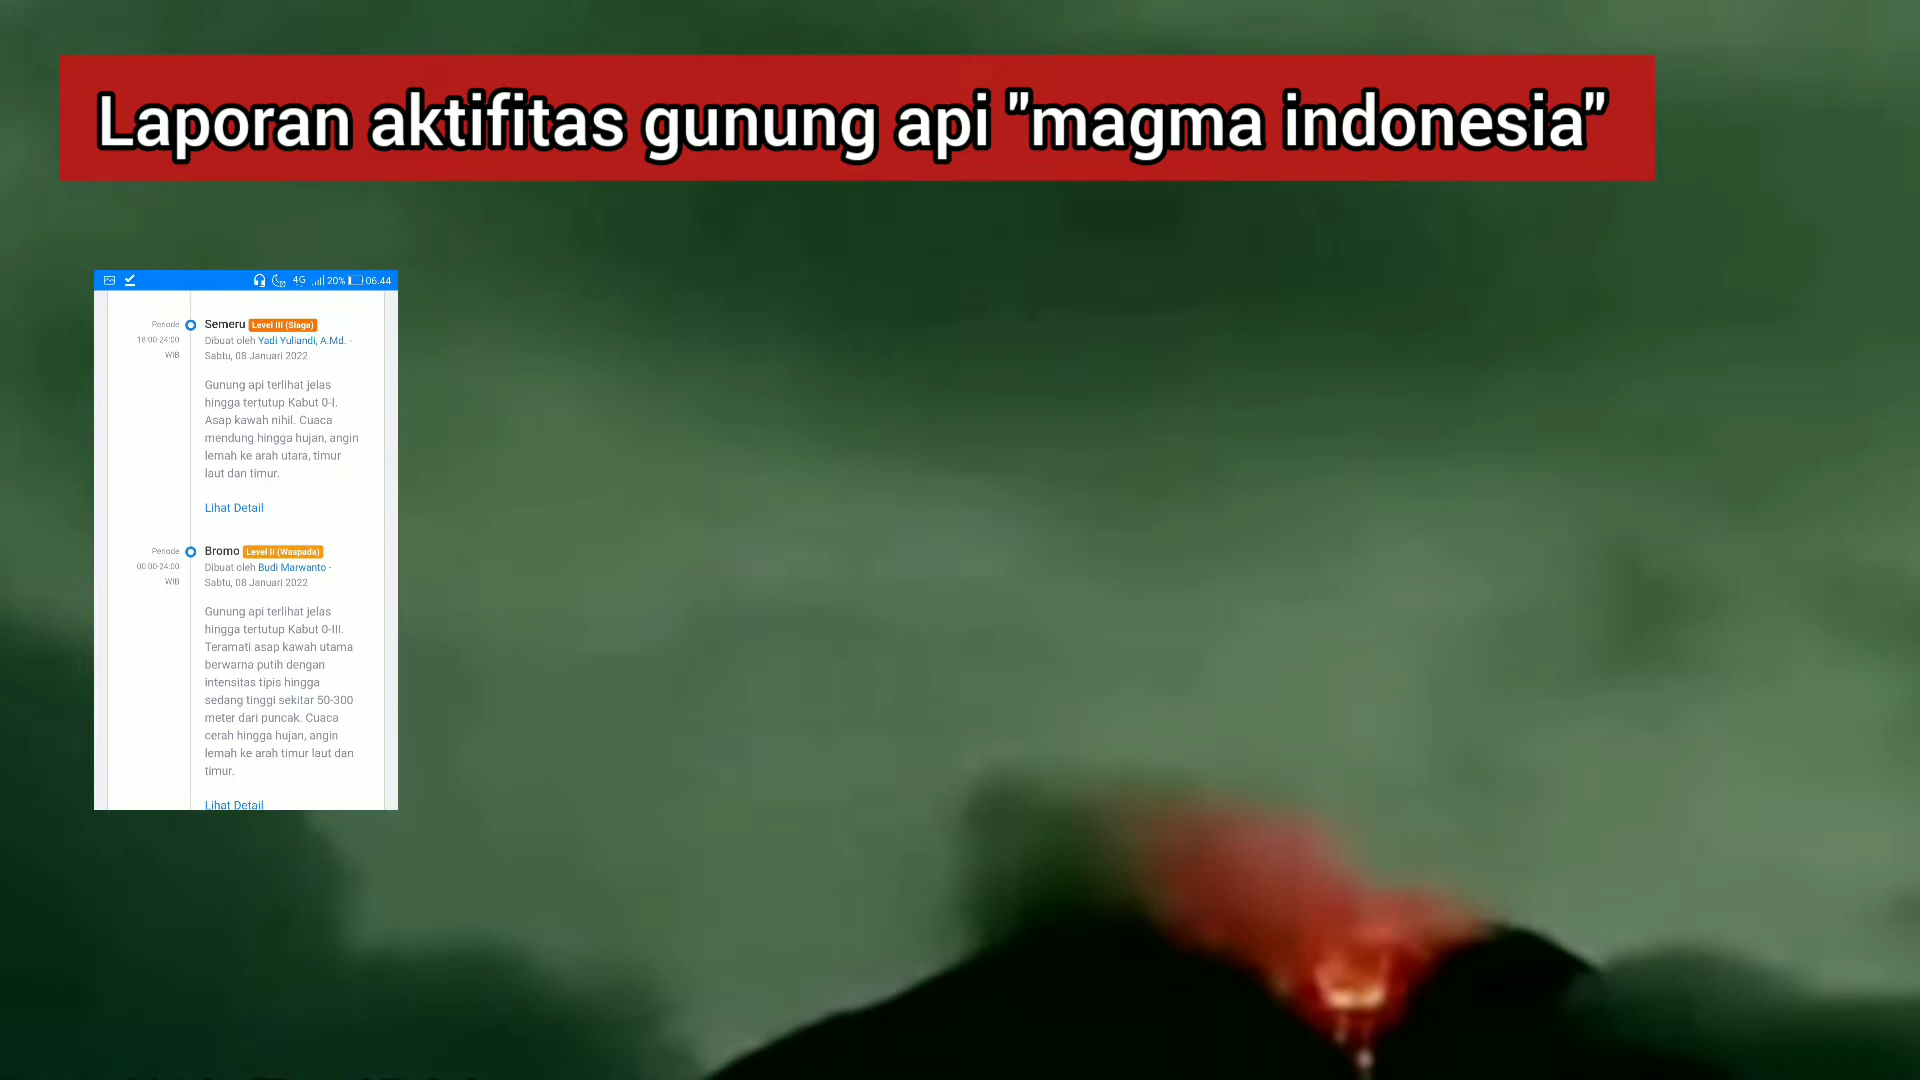 Laporan aktifitas gunung api "magma indonesia"
4G 20% 06.44
Periode
18:00-24:00
WIB
Semeru Level III (Siaga)
Dibuat oleh Yadi Yuliandi, A.Md. -
Sabtu, 08 Januari 2022
Gunung api terlihat jelas
hingga tertutup Kabut 0-I.
Asap kawah nihil. Cuaca
mendung hingga hujan, angin
lemah ke arah utara, timur
laut dan timur.
Lihat Detail
Periode
00:00-24:00
WIB
Bromo Level II (Waspada)
Dibuat oleh Budi Marwanto -
Sabtu, 08 Januari 2022
Gunung api terlihat jelas
hingga tertutup Kabut 0-III.
Teramati asap kawah utama
berwarna putih dengan
intensitas tipis hingga
sedang tinggi sekitar 50-300
meter dari puncak. Cuaca
cerah hingga hujan, angin
lemah ke arah timur laut dan
timur.
Lihat Detail